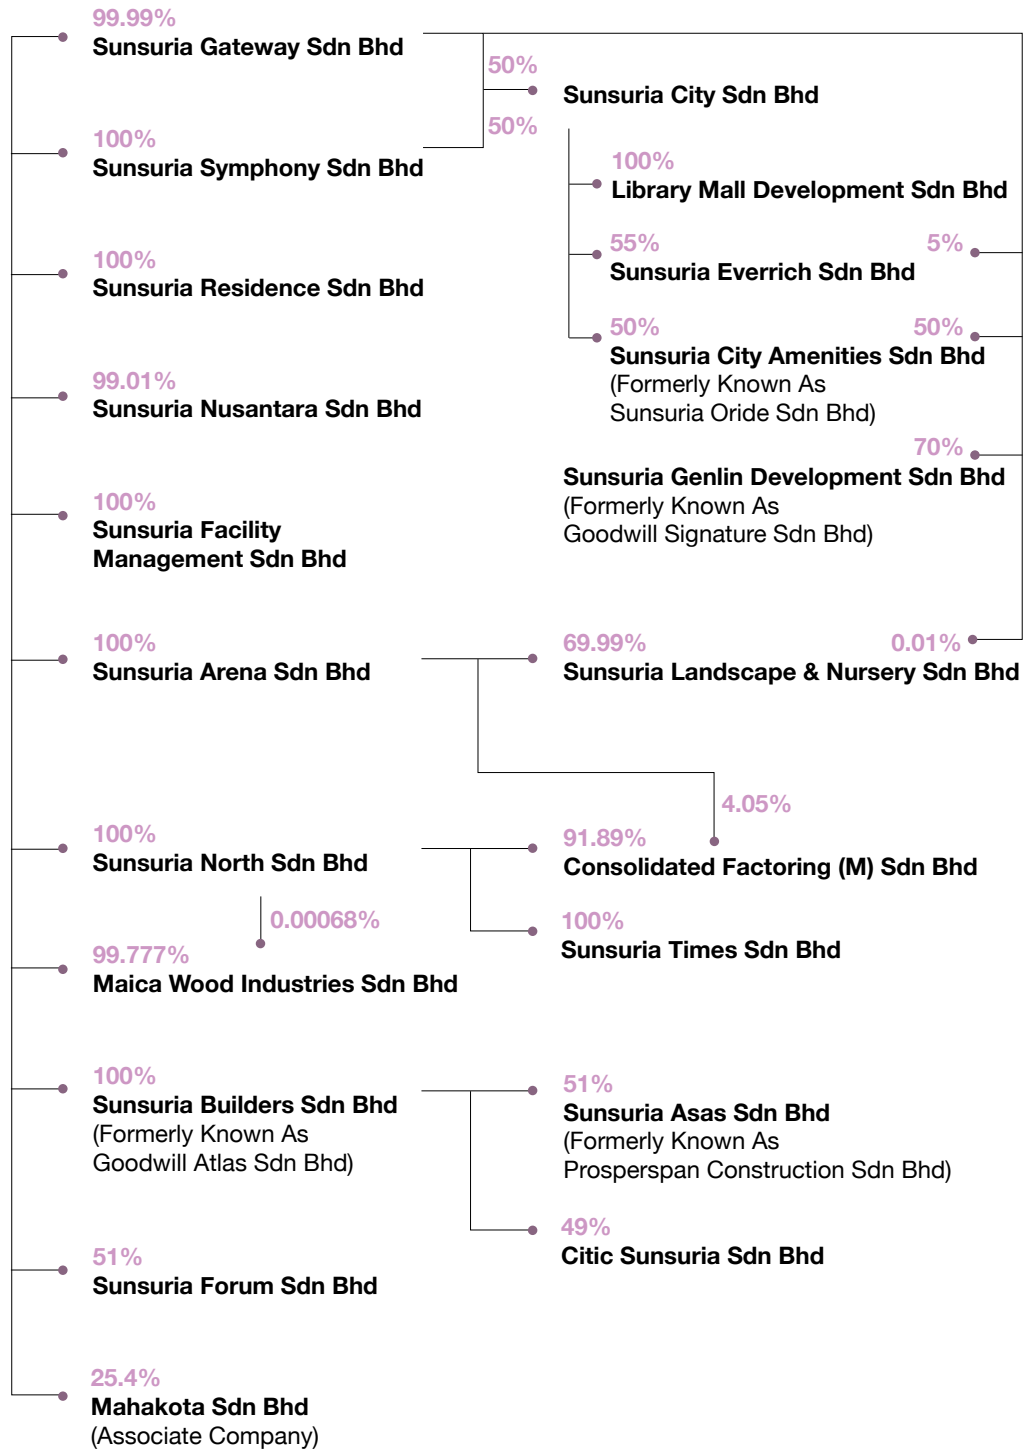 99.99%
Sunsuria Gateway Sdn Bhd
50%
Sunsuria City Sdn Bhd
50%
100%
Sunsuria Symphony Sdn Bhd
100%
Library Mall Development Sdn Bhd
55%
5%
Sunsuria Everrich Sdn Bhd
100%
Sunsuria Residence Sdn Bhd
50%
50%
Sunsuria City Amenities Sdn Bhd
(Formerly Known As
Sunsuria Oride Sdn Bhd)
99.01%
Sunsuria Nusantara Sdn Bhd
70%
Sunsuria Genlin Development Sdn Bhd
(Formerly Known As
Goodwill Signature Sdn Bhd)
100%
Sunsuria Facility
Management Sdn Bhd
100%
Sunsuria Arena Sdn Bhd
69.99%
0.01%
Sunsuria Landscape & Nursery Sdn Bhd
4.05%
100%
Sunsuria North Sdn Bhd
91.89%
Consolidated Factoring (M) Sdn Bhd
0.00068%
100%
Sunsuria Times Sdn Bhd
99.777%
Maica Wood Industries Sdn Bhd
100%
Sunsuria Builders Sdn Bhd
(Formerly Known As
Goodwill Atlas Sdn Bhd)
51%
Sunsuria Asas Sdn Bhd
(Formerly Known As
Prosperspan Construction Sdn Bhd)
49%
Citic Sunsuria Sdn Bhd
51%
Sunsuria Forum Sdn Bhd
25.4%
Mahakota Sdn Bhd
(Associate Company)